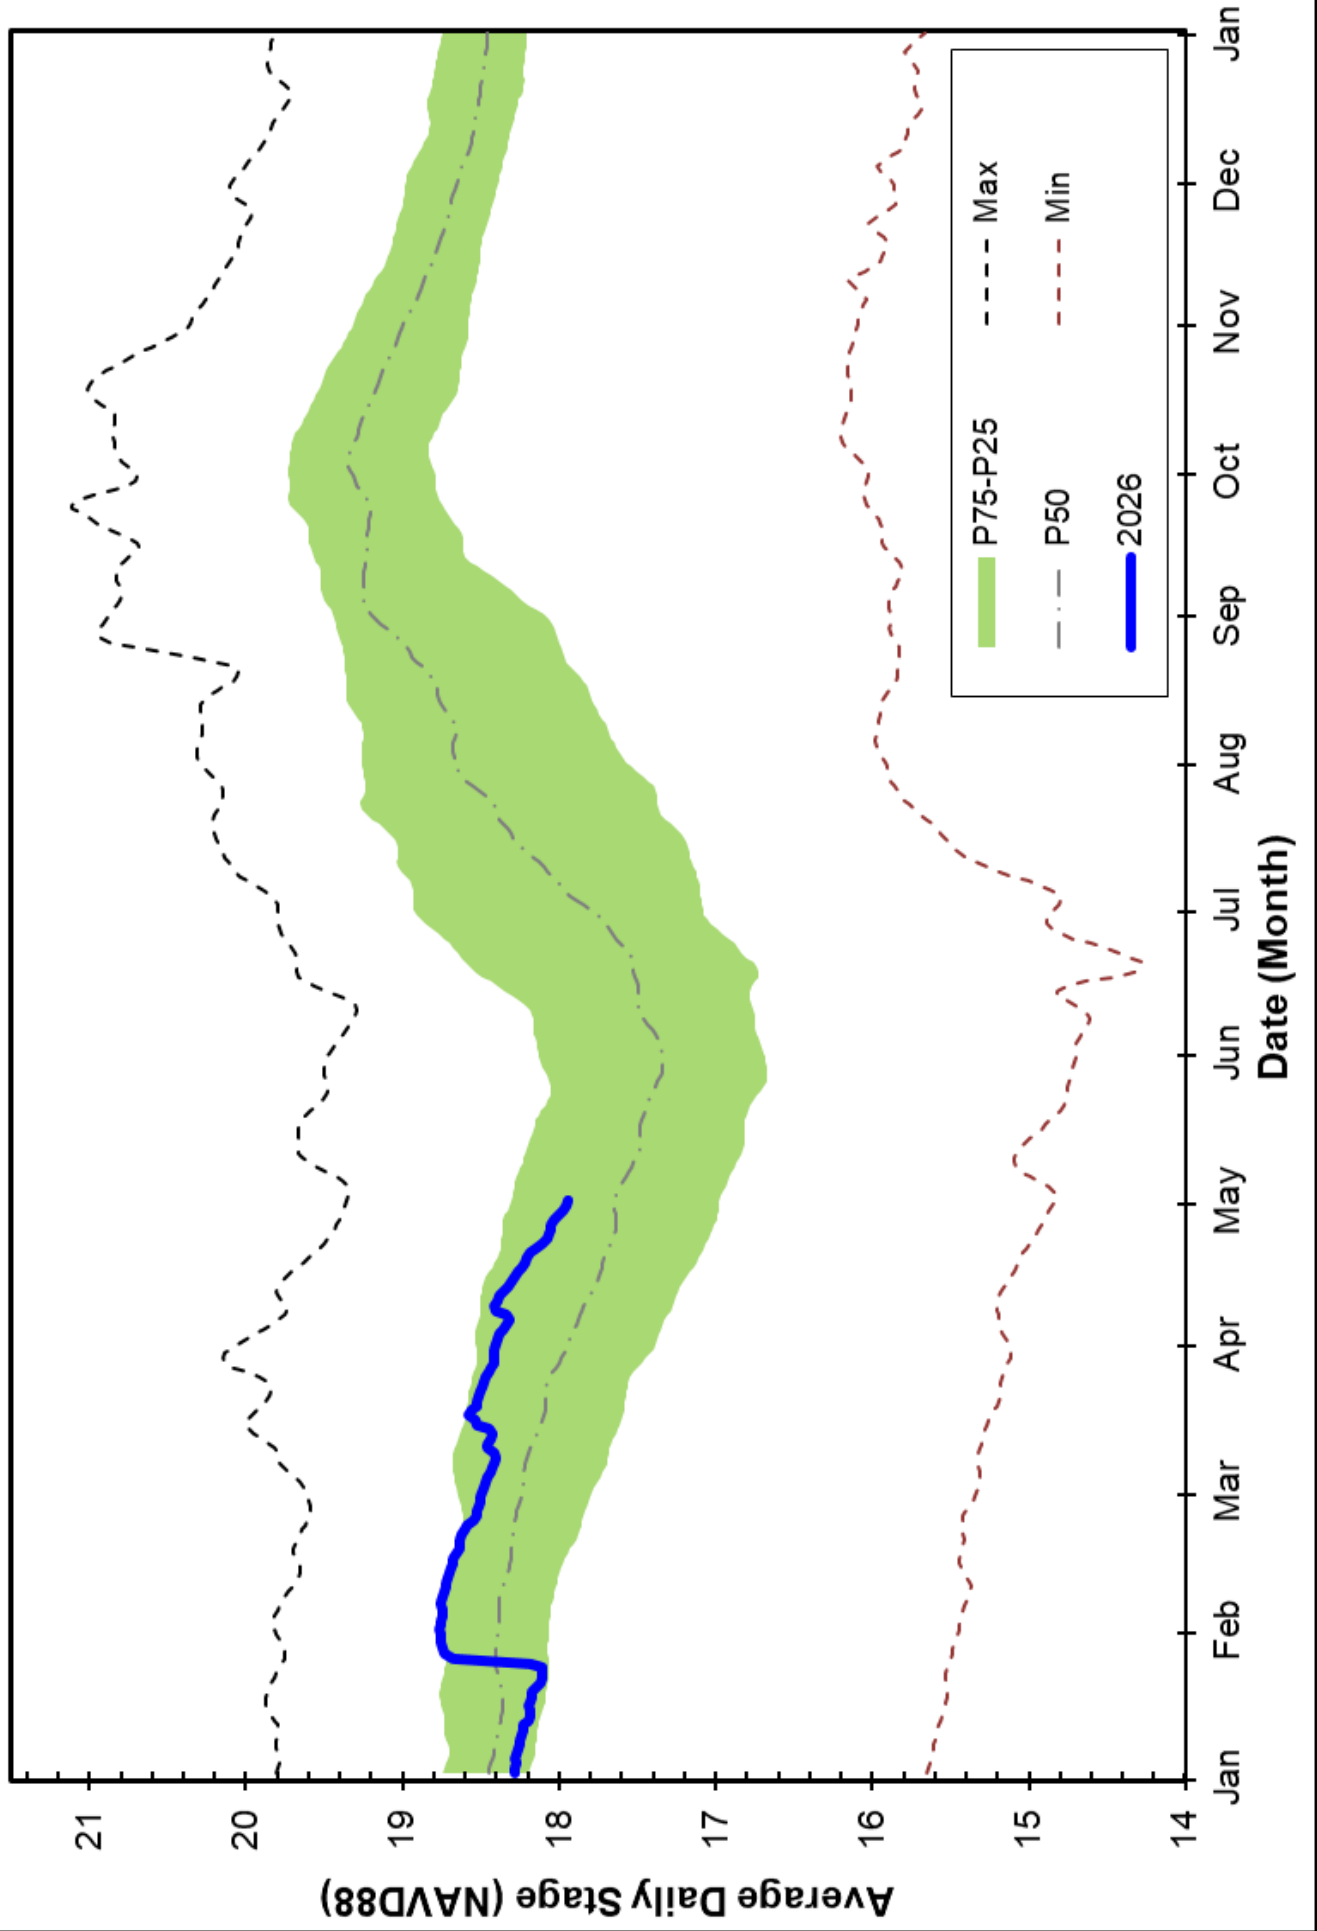 Average Daily Stage (NAVD88)
21
20
19
18
17
16
15
14
Jan
Feb
Mar
Apr
May
Jun
Jul
Aug
Sep
Oct
Nov
Dec
Jan
Date (Month)
P75-P25
Max
P50
Min
2026